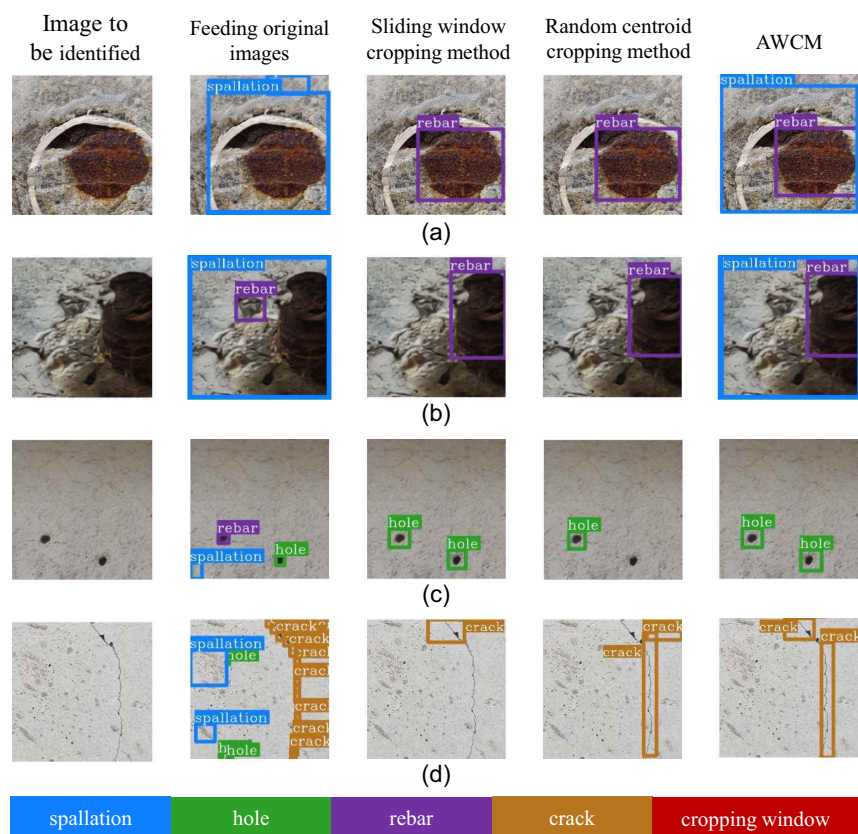 Image to
be identified
Feeding original
images
Sliding window
cropping method
Random centroid
cropping method
AWCM
spallation
rebar
rebar
spallation
rebar
(a)
spallation
rebar
rebar
rebar
spallation
rebar
(b)
rebar
spallation
hole
hole
hole
hole
hole
hole
(c)
spallation
hole
spallation
hole
crack
crack
crack
crack
crack
crack
crack
crack
crack
crack
crack
crack
crack
(d)
spallation
hole
rebar
crack
cropping window